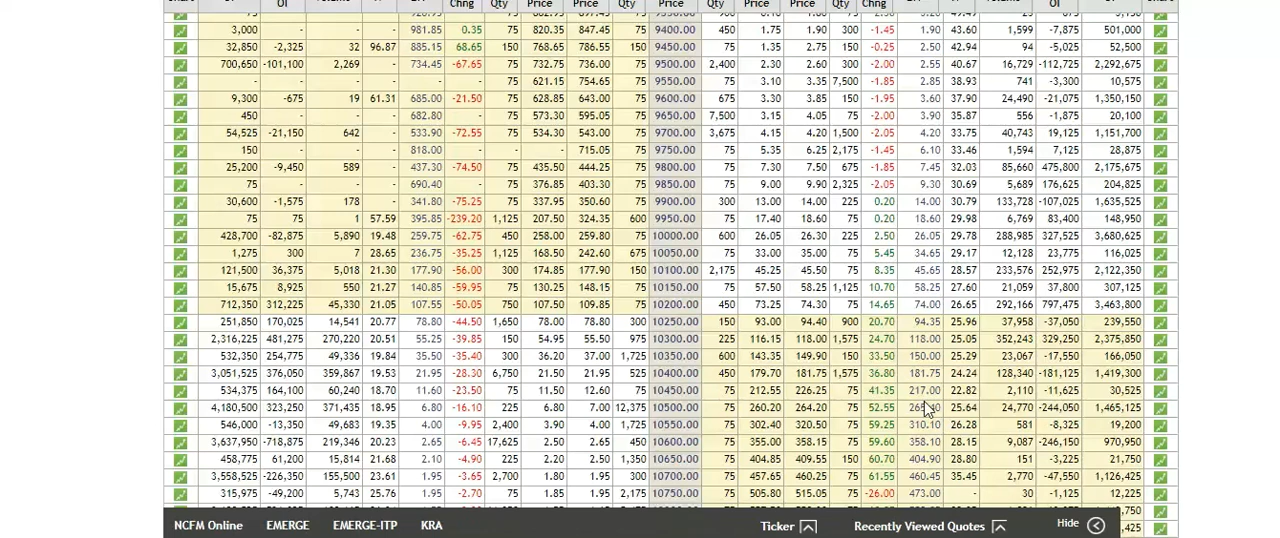 Chng Qty Price Price Qty Price Qty Price Price Qty Chng
75 - - - 920.95 - 75 862.55 877.45 75 9350.00 900 75
3,000 - - - 981.85 0.35 75 820.35 847.45 75 9400.00 450 1.75 1.90 300 -1.45 1.90 43.60 1,599 -7,875 501,000
32,850 -2,325 32 96.87 885.15 68.65 150 768.65 786.55 150 9450.00 75 1.35 2.75 150 -0.25 2.50 42.94 94 -5,025 52,500
700,650 -101,100 2,269 - 734.45 -67.65 75 732.75 736.00 75 9500.00 2,400 2.30 2.60 300 -2.00 2.55 40.67 16,729 -112,725 2,292,675
- - - - - - 75 621.15 754.65 75 9550.00 75 3.10 3.35 7,500 -1.85 2.85 38.93 741 -3,300 10,575
9,300 -675 19 61.31 685.00 -21.50 75 628.85 643.00 75 9600.00 675 3.30 3.85 150 -1.95 3.60 37.90 24,490 -21,075 1,350,150
450 - - - 682.80 - 75 573.30 595.05 75 9650.00 7,500 3.15 4.05 75 -2.00 3.90 35.87 556 -1,875 20,100
54,525 -21,150 642 - 533.90 -72.55 75 534.30 543.00 75 9700.00 3,675 4.15 4.20 1,500 -2.05 4.20 33.75 40,743 19,125 1,151,700
150 - - - 818.00 - - - 715.05 75 9750.00 75 5.35 6.25 2,175 -1.45 6.10 33.46 1,594 7,125 28,875
25,200 -9,450 589 - 437.30 -74.50 75 435.50 444.25 75 9800.00 75 7.30 7.50 675 -1.85 7.45 32.03 85,660 475,800 2,175,675
75 - - - 690.40 - 75 376.85 403.30 75 9850.00 75 9.00 9.90 2,325 -2.05 9.30 30.69 5,689 176,625 204,825
30,600 -1,575 178 - 341.80 -75.25 75 337.95 350.60 75 9900.00 300 13.00 14.00 225 0.20 14.00 30.79 133,728 -107,025 1,635,525
75 75 1 57.59 395.85 -239.20 1,125 207.50 324.35 600 9950.00 75 17.40 18.60 75 0.20 18.60 29.98 6,769 83,400 148,950
428,700 -82,875 5,890 19.48 259.75 -62.75 450 258.00 259.80 75 10000.00 600 26.05 26.30 225 2.50 26.05 29.78 288,985 327,525 3,680,625
1,275 300 7 28.65 236.75 -35.25 1,125 168.50 242.60 675 10050.00 75 33.00 35.00 75 5.45 34.65 29.17 12,128 23,775 116,025
121,500 36,375 5,018 21.30 177.90 -56.00 300 174.85 177.90 150 10100.00 2,175 45.25 45.50 150 8.35 45.65 28.57 233,576 252,975 2,122,350
15,675 8,925 550 21.27 140.85 -59.95 75 130.25 148.15 75 10150.00 75 57.50 58.25 1,125 10.70 58.25 27.60 21,059 37,800 307,125
712,350 312,225 45,330 21.05 107.55 -50.05 750 107.50 109.85 75 10200.00 450 73.25 74.30 75 14.65 74.00 26.65 292,166 797,475 3,463,800
251,850 170,025 14,541 20.77 78.80 -44.50 1,650 78.00 78.80 300 10250.00 150 93.00 94.40 900 20.70 94.35 25.96 37,958 -37,050 239,550
2,316,225 481,275 270,220 20.51 55.25 -39.85 150 54.95 55.50 975 10300.00 225 116.15 118.00 1,575 24.70 118.00 25.05 352,243 329,250 2,375,850
532,350 254,775 49,336 19.84 35.50 -35.40 300 36.20 37.00 1,725 10350.00 600 143.35 149.90 150 33.50 150.00 25.29 23,067 -17,550 166,050
3,051,525 376,050 359,867 19.53 21.95 -28.30 6,750 21.50 21.95 525 10400.00 450 179.70 181.75 1,575 36.80 181.75 24.24 128,340 -181,125 1,419,300
534,375 164,100 60,240 18.70 11.60 -23.50 75 11.50 12.60 75 10450.00 75 212.55 226.25 75 41.35 217.00 22.82 2,110 -11,625 30,525
4,180,500 323,250 371,435 18.95 6.80 -16.10 225 6.80 7.00 12,375 10500.00 75 260.20 264.20 75 52.55 25.64 24,770 -244,050 1,465,125
546,000 -13,350 49,683 19.35 4.00 -9.95 2,400 3.90 4.00 1,725 10550.00 75 302.40 320.50 75 59.25 310.10 26.28 581 -8,325 19,200
3,637,950 -718,875 219,346 20.23 2.65 -6.45 17,625 2.50 2.65 450 10600.00 75 355.00 358.15 75 59.60 358.10 28.15 9,087 -246,150 970,950
458,775 61,200 15,814 21.68 2.10 -4.90 225 2.20 2.50 1,350 10650.00 75 404.85 409.55 150 60.70 404.90 28.80 151 -3,225 21,750
3,558,525 -226,350 155,500 23.61 1.95 -3.65 2,700 1.80 1.95 300 10700.00 75 457.65 460.25 75 61.55 460.45 35.45 2,770 -47,550 1,126,425
315,975 -49,200 5,743 25.76 1.95 -2.70 75 1.85 1.95 2,175 10750.00 75 505.80 515.05 75 -26.00 473.00 - 30 -1,125 12,225
NCFM Online EMERGE EMERGE-ITP KRA Ticker Recently Viewed Quotes Hide